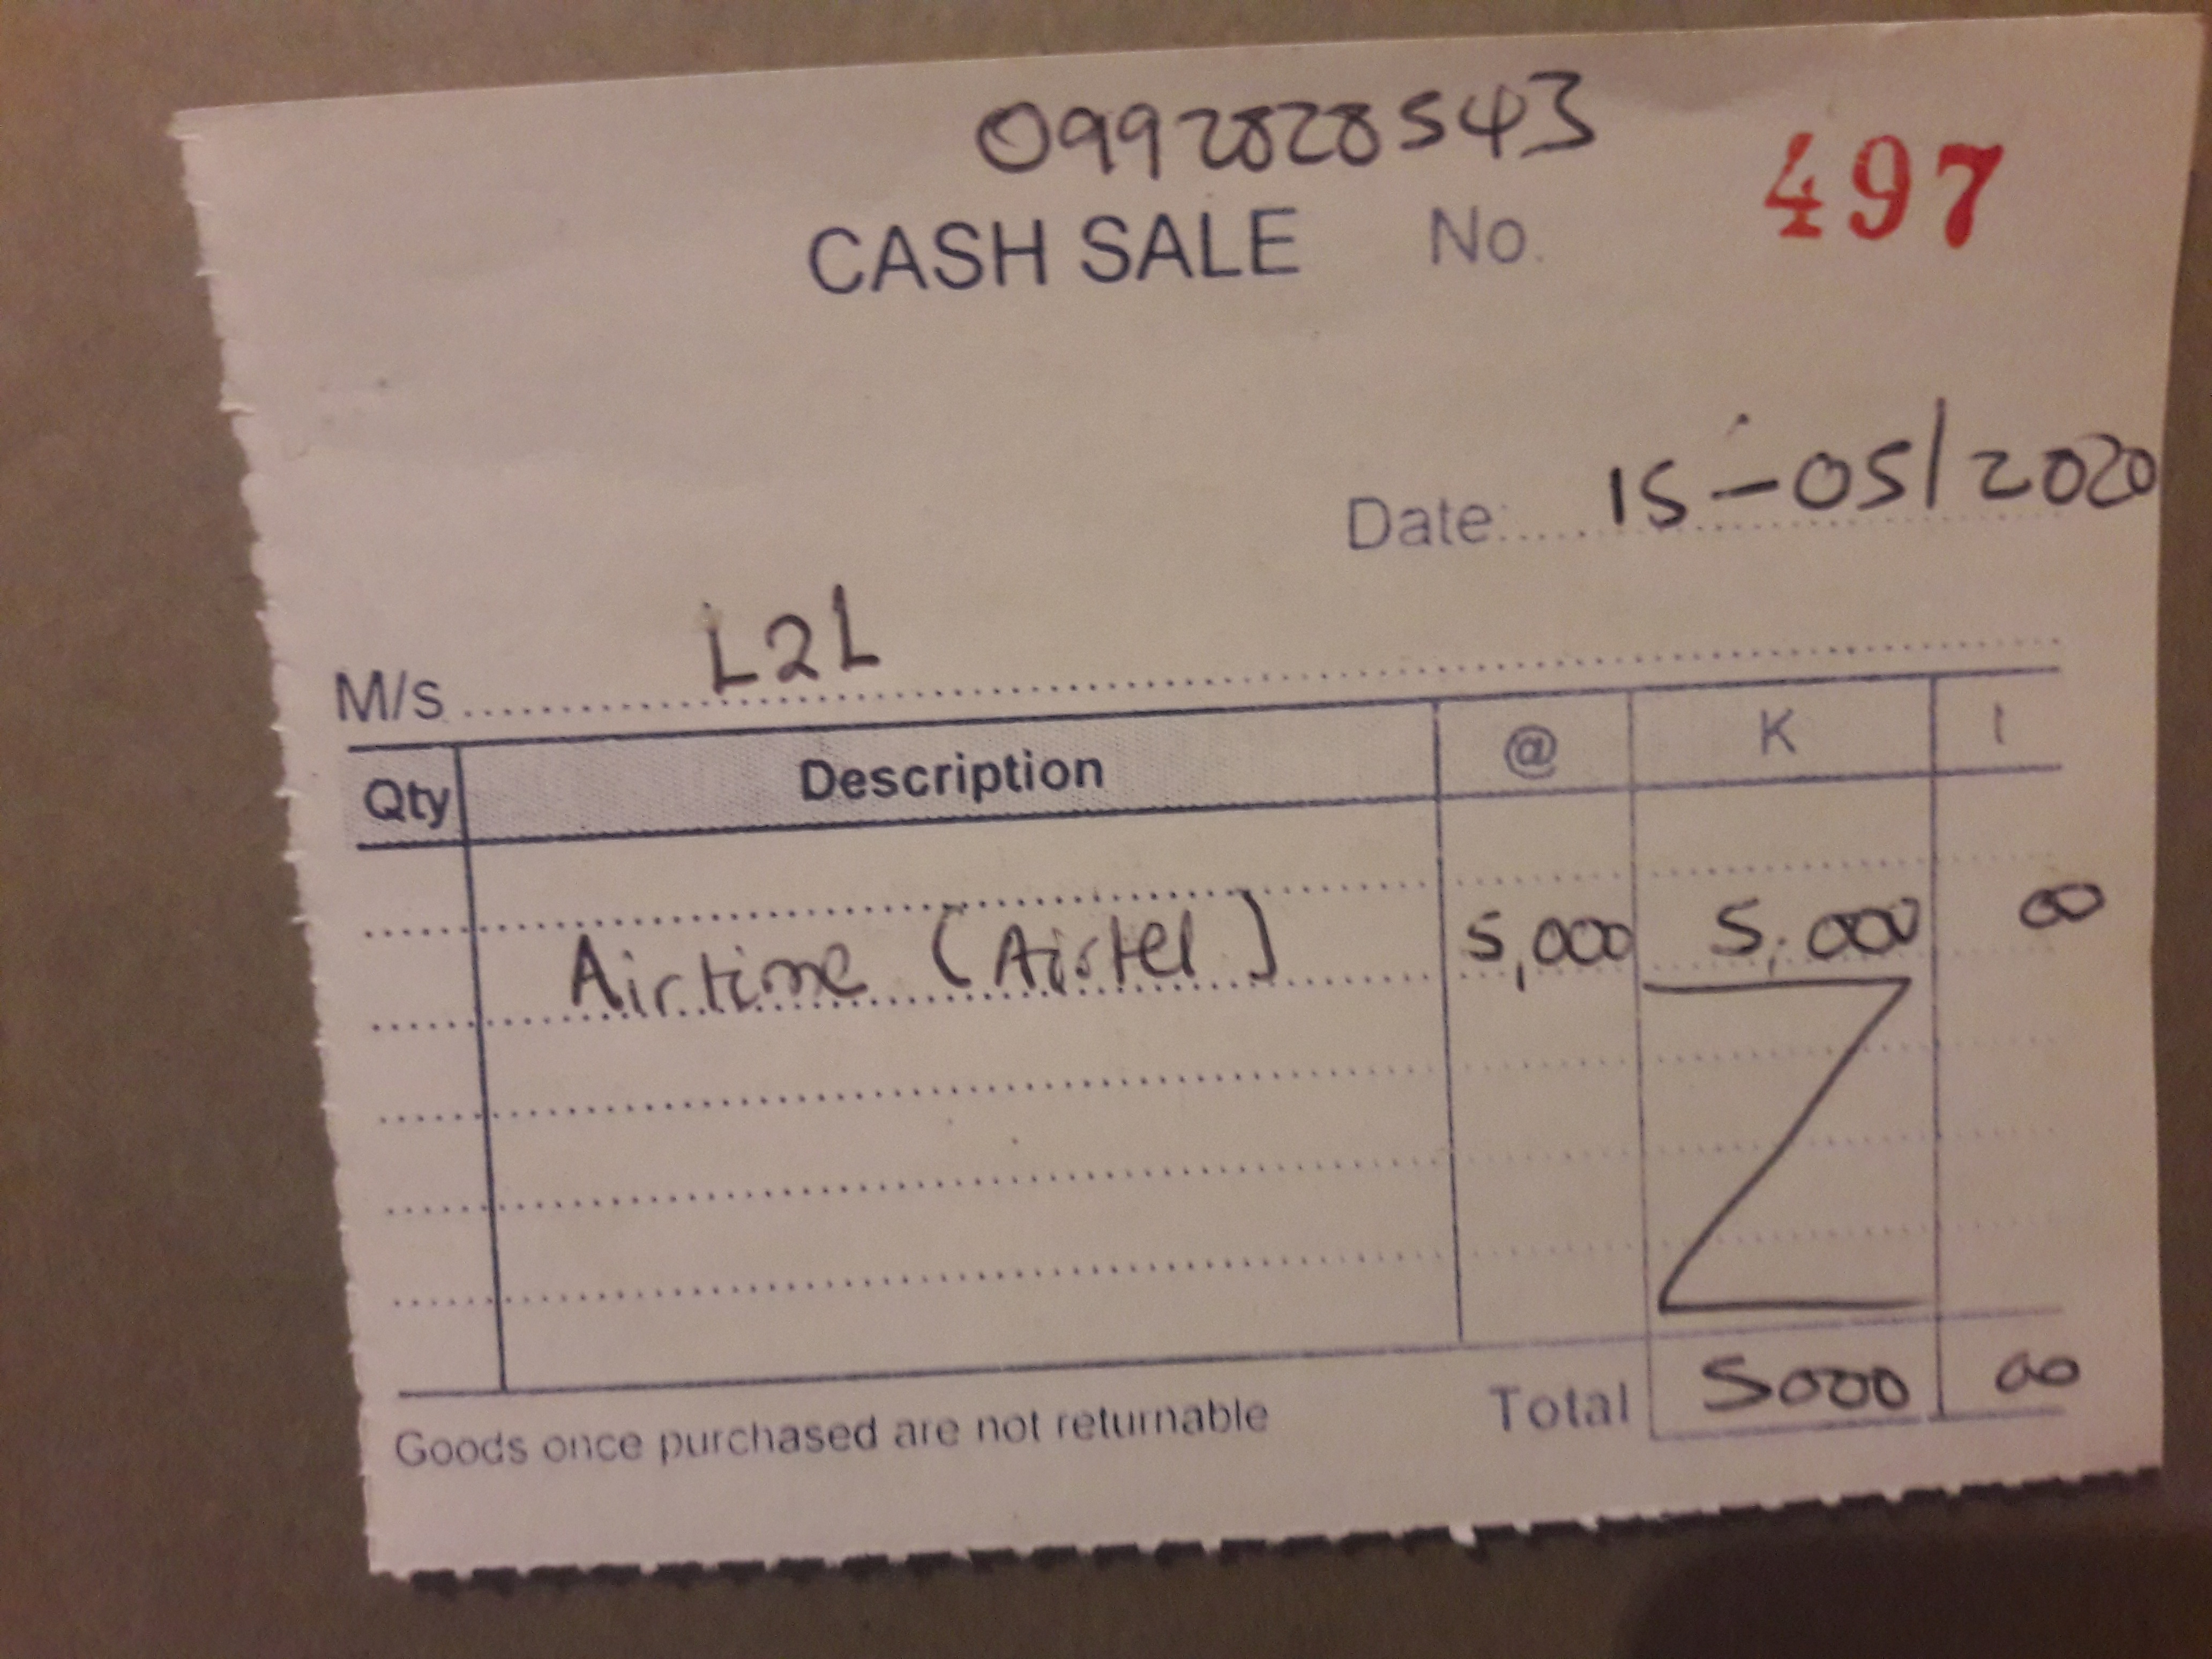 0992828543
CASH SALE No. 497
Date: 15-05/2020
M/s L2L
Qty Description @ K l
Airtime (Airtel) 5,000 5,000 00
Total 5000 00
Goods once purchased are not returnable